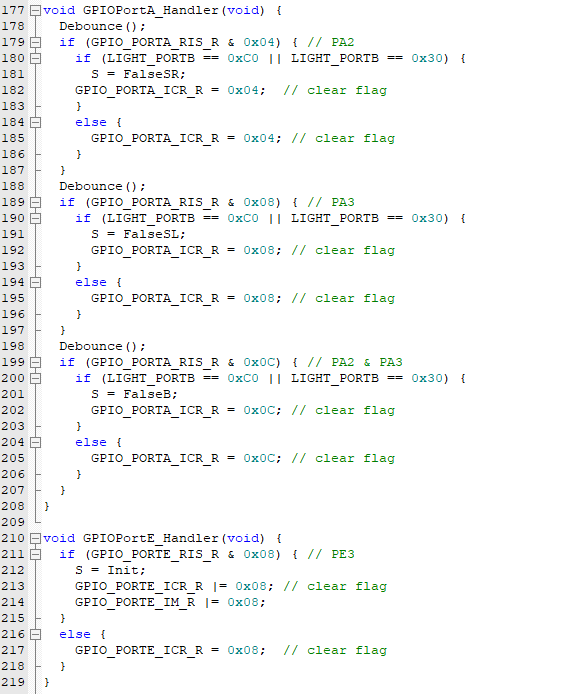 177 void GPIOPortA_Handler(void) {
178   Debounce();
179   if (GPIO_PORTA_RIS_R & 0x04) { // PA2
180     if (LIGHT_PORTB == 0xC0 || LIGHT_PORTB == 0x30) {
181       S = FalseSR;
182     GPIO_PORTA_ICR_R = 0x04;  // clear flag
183     }
184     else {
185       GPIO_PORTA_ICR_R = 0x04; // clear flag
186     }
187   }
188   Debounce();
189   if (GPIO_PORTA_RIS_R & 0x08) { // PA3
190     if (LIGHT_PORTB == 0xC0 || LIGHT_PORTB == 0x30) {
191       S = FalseSL;
192       GPIO_PORTA_ICR_R = 0x08; // clear flag
193     }
194     else {
195       GPIO_PORTA_ICR_R = 0x08; // clear flag
196     }
197   }
198   Debounce();
199   if (GPIO_PORTA_RIS_R & 0x0C) { // PA2 & PA3
200     if (LIGHT_PORTB == 0xC0 || LIGHT_PORTB == 0x30) {
201       S = FalseB;
202       GPIO_PORTA_ICR_R = 0x0C; // clear flag
203     }
204     else {
205       GPIO_PORTA_ICR_R = 0x0C; // clear flag
206     }
207   }
208 }
209
210 void GPIOPortE_Handler(void) {
211   if (GPIO_PORTE_RIS_R & 0x08) { // PE3
212     S = Init;
213     GPIO_PORTE_ICR_R |= 0x08; // clear flag
214     GPIO_PORTE_IM_R |= 0x08;
215   }
216   else {
217     GPIO_PORTE_ICR_R = 0x08;  // clear flag
218   }
219 }